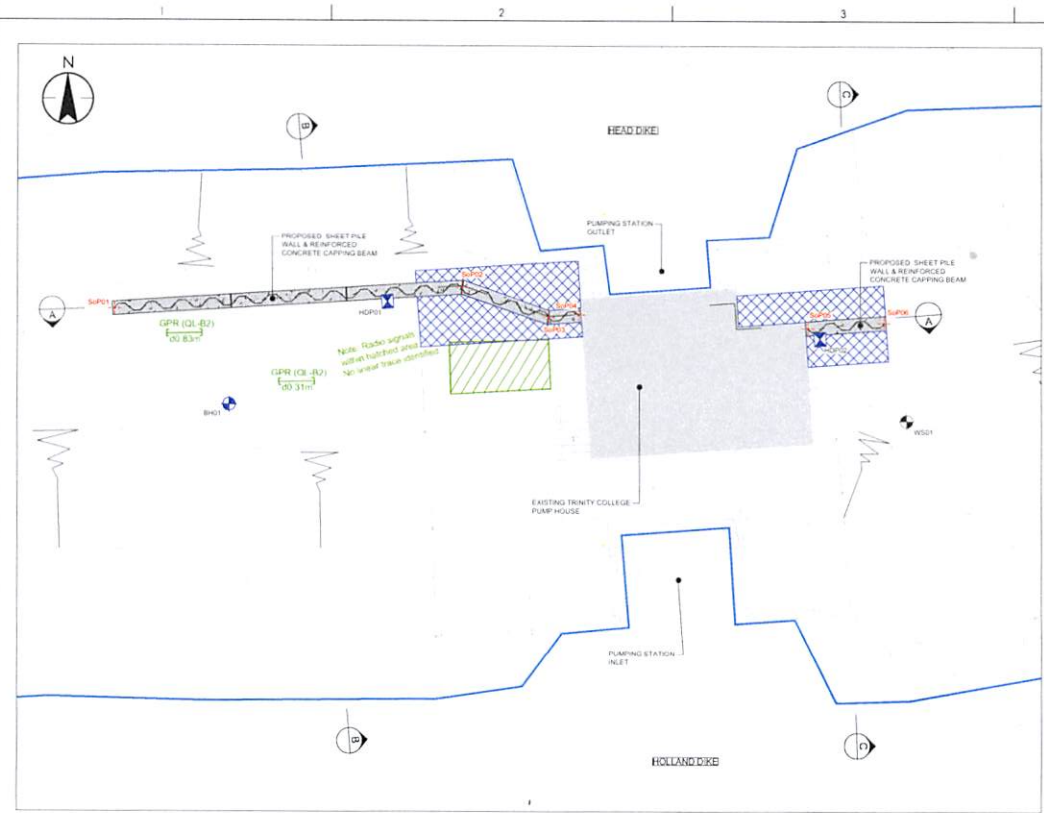 1
2
3
N
B
C
HEAD DIKE
PUMPING STATION
OUTLET
PROPOSED SHEET PILE
WALL & REINFORCED
CONCRETE CAPPING BEAM
PROPOSED SHEET PILE
WALL & REINFORCED
CONCRETE CAPPING BEAM
SoP01
SoP02
SoP04
SoP03
SoP05
SoP06
A
A
HDP01
HDP02
GPR (QL-B2)
d0.83m
Note: Radio signals
within hatched area
No linear trace identified
GPR (QL-B2)
d0.31m
BH01
WS01
EXISTING TRINITY COLLEGE
PUMP HOUSE
PUMPING STATION
INLET
B
C
HOLLAND DIKE